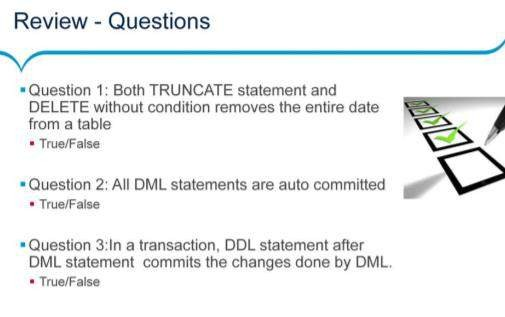 Review - Questions
Question 1: Both TRUNCATE statement and
DELETE without condition removes the entire date
from a table
True/False
Question 2: All DML statements are auto committed
True/False
Question 3:In a transaction, DDL statement after
DML statement commits the changes done by DML.
True/False